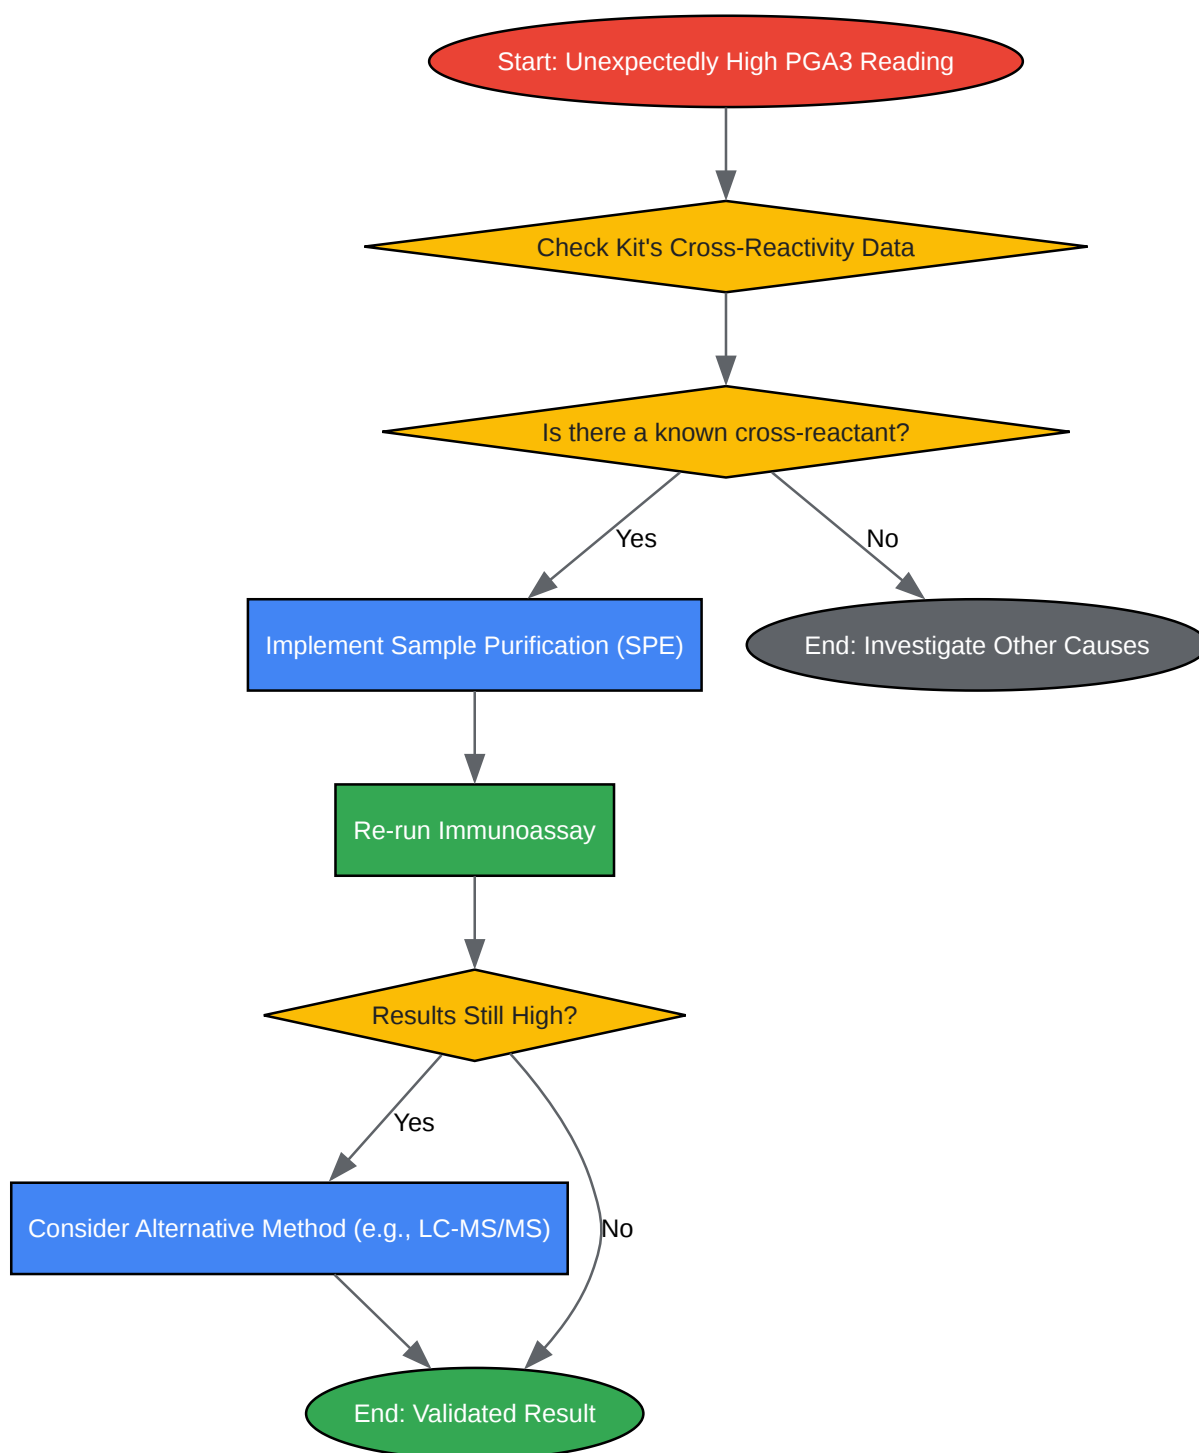 Start: Unexpectedly High PGA3 Reading
Check Kit's Cross-Reactivity Data
Is there a known cross-reactant?
Yes
No
Implement Sample Purification (SPE)
End: Investigate Other Causes
Re-run Immunoassay
Results Still High?
Yes
Consider Alternative Method (e.g., LC-MS/MS)
No
End: Validated Result